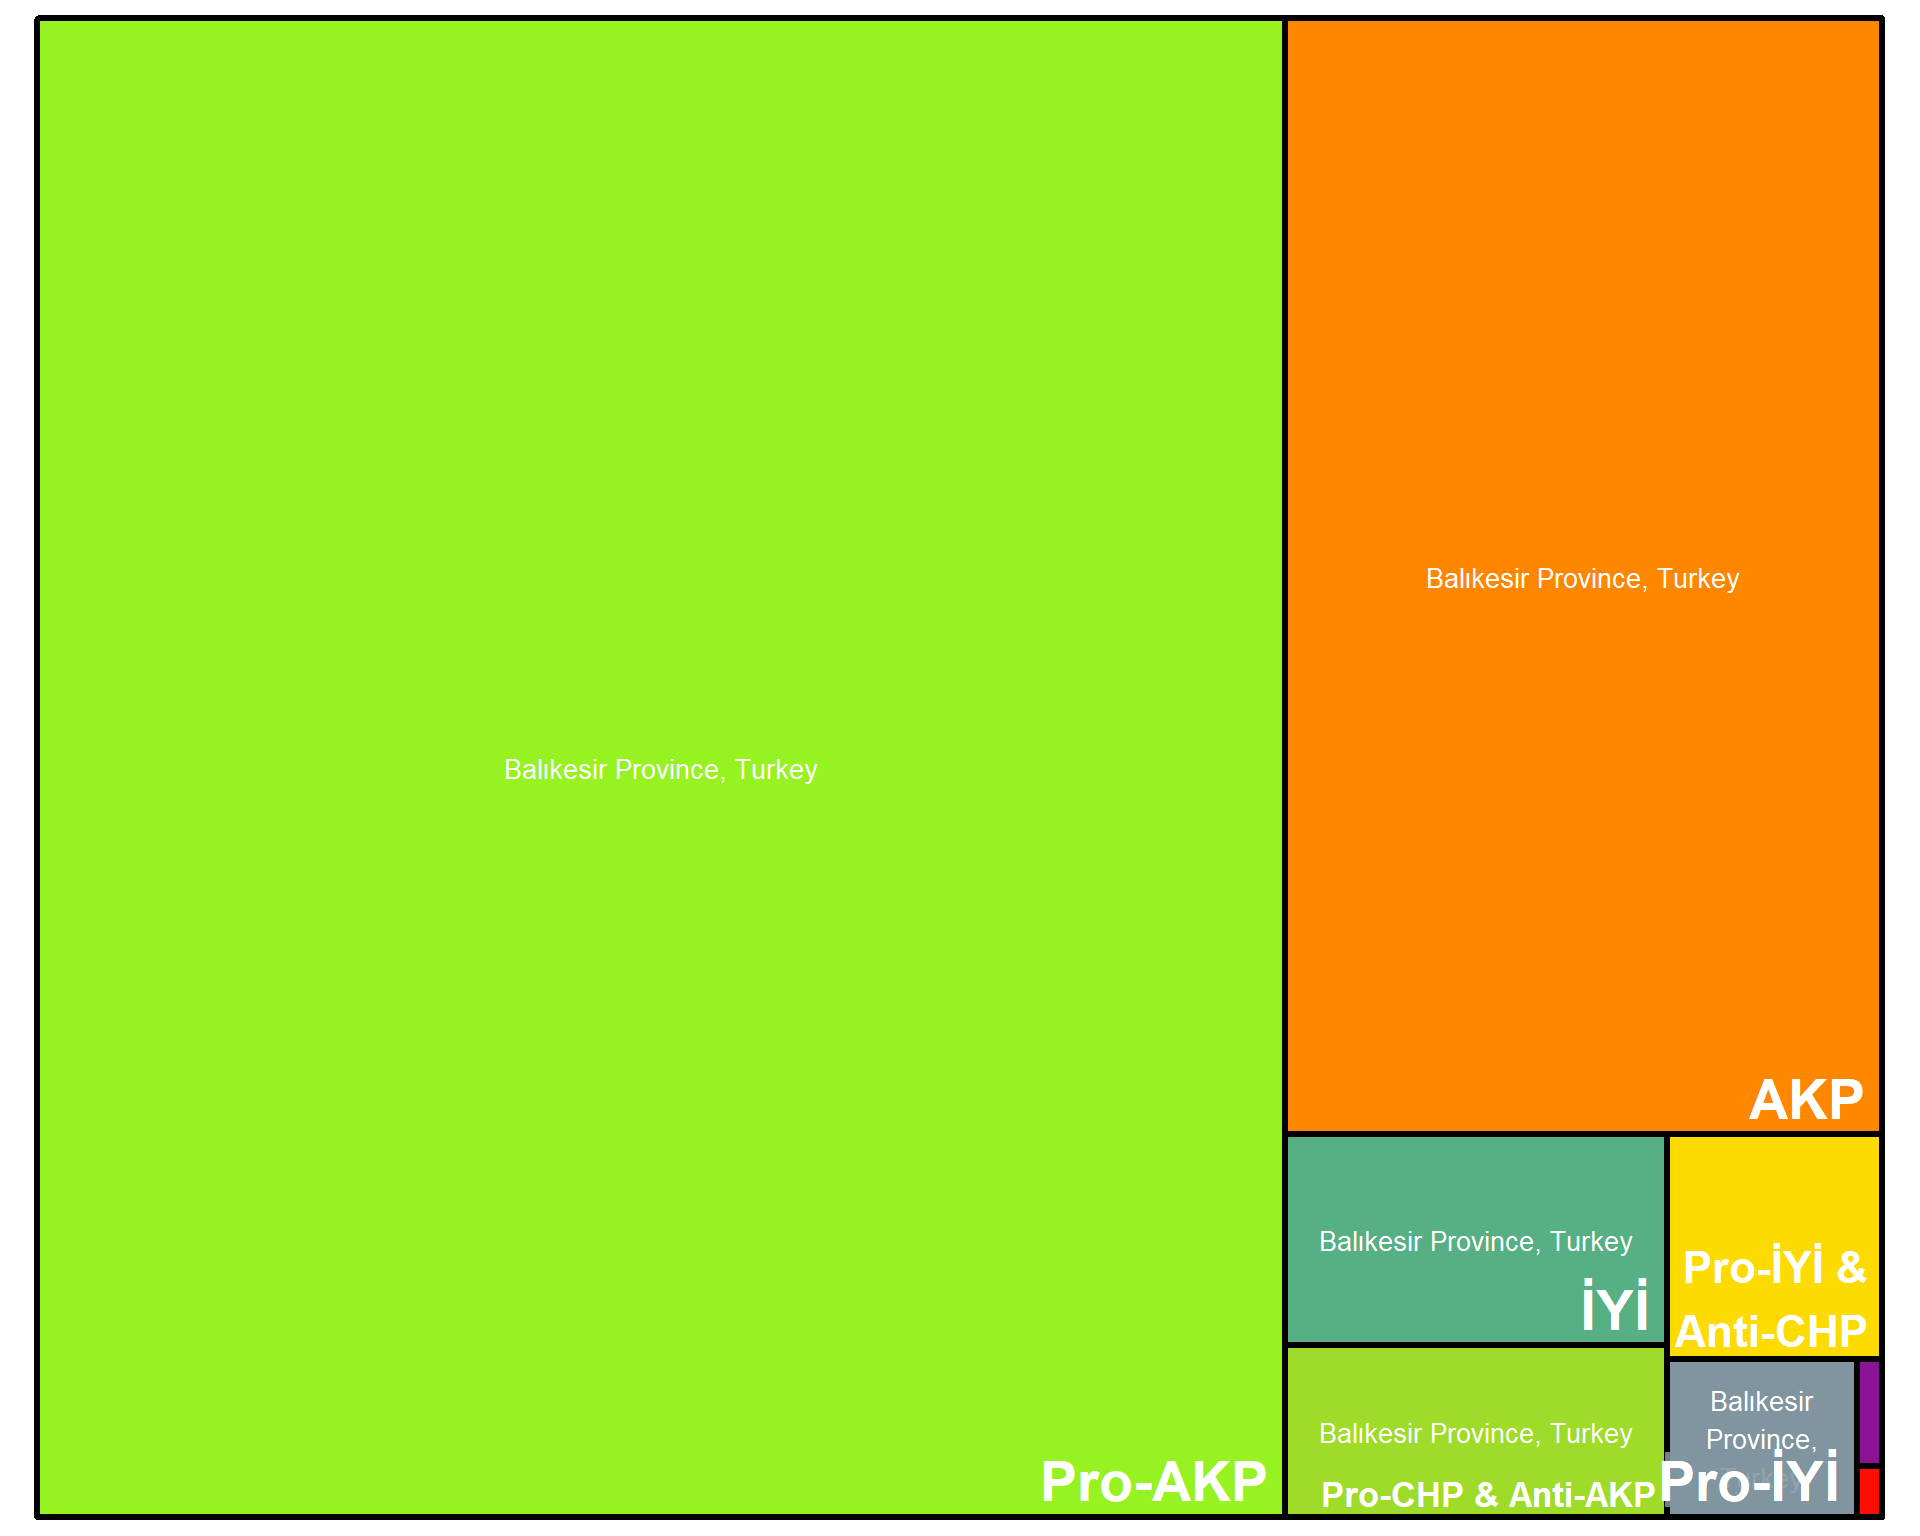 Balıkesir Province, Turkey
Pro-AKP
Balıkesir Province, Turkey
AKP
Balıkesir Province, Turkey
İYİ
Pro-İYİ &
Anti-CHP
Balıkesir Province, Turkey
Pro-CHP & Anti-AKP
Balıkesir
Province,
Turkey
Pro-İYİ